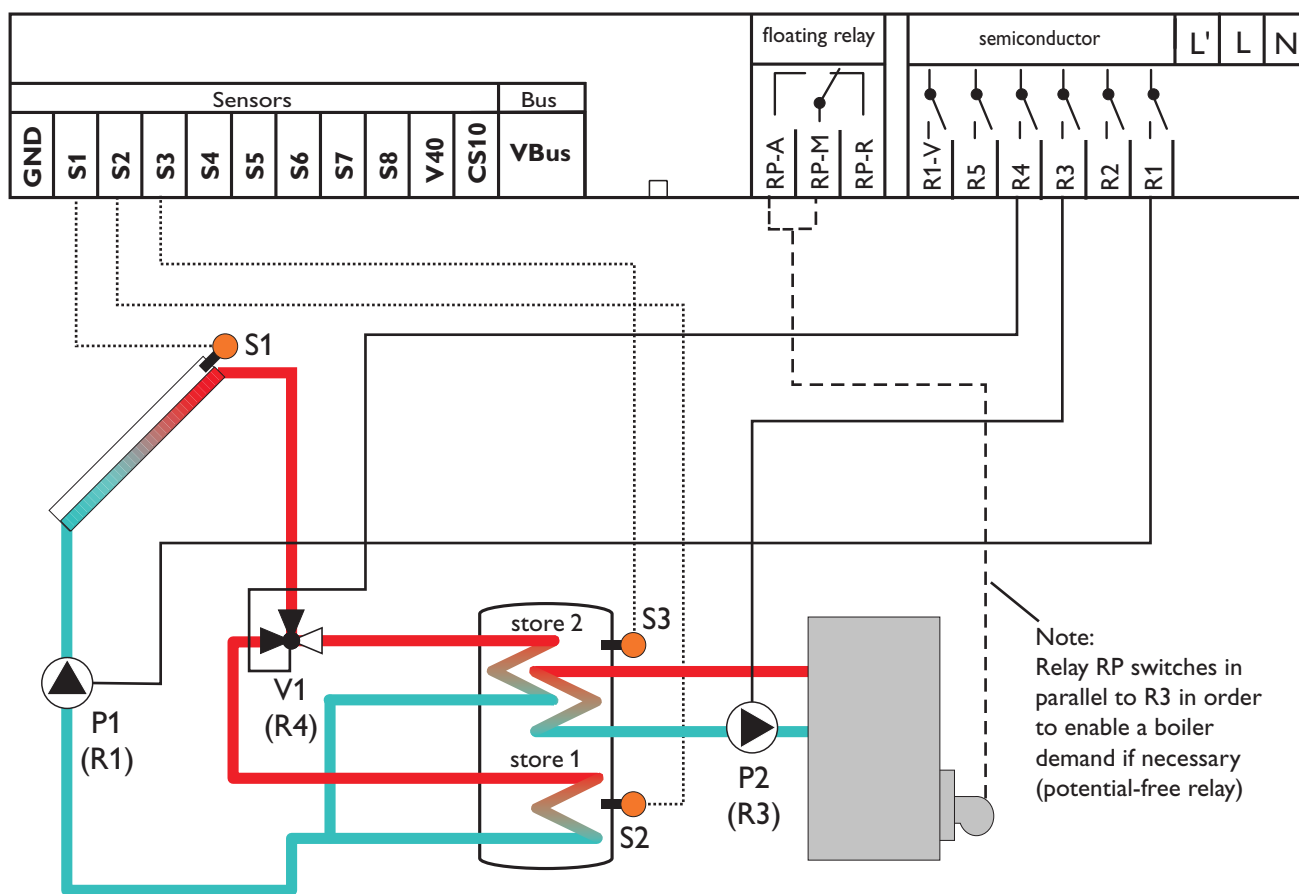 floating relay
semiconductor
L'
L
N
Sensors
Bus
GND
S1
S2
S3
S4
S5
S6
S7
S8
V40
CS10
VBus
RP-A
RP-M
RP-R
R1-V
R5
R4
R3
R2
R1
S1
store 2
S3
V1
(R4)
P1
(R1)
store 1
S2
P2
(R3)
Note:
Relay RP switches in
parallel to R3 in order
to enable a boiler
demand if necessary
(potential-free relay)